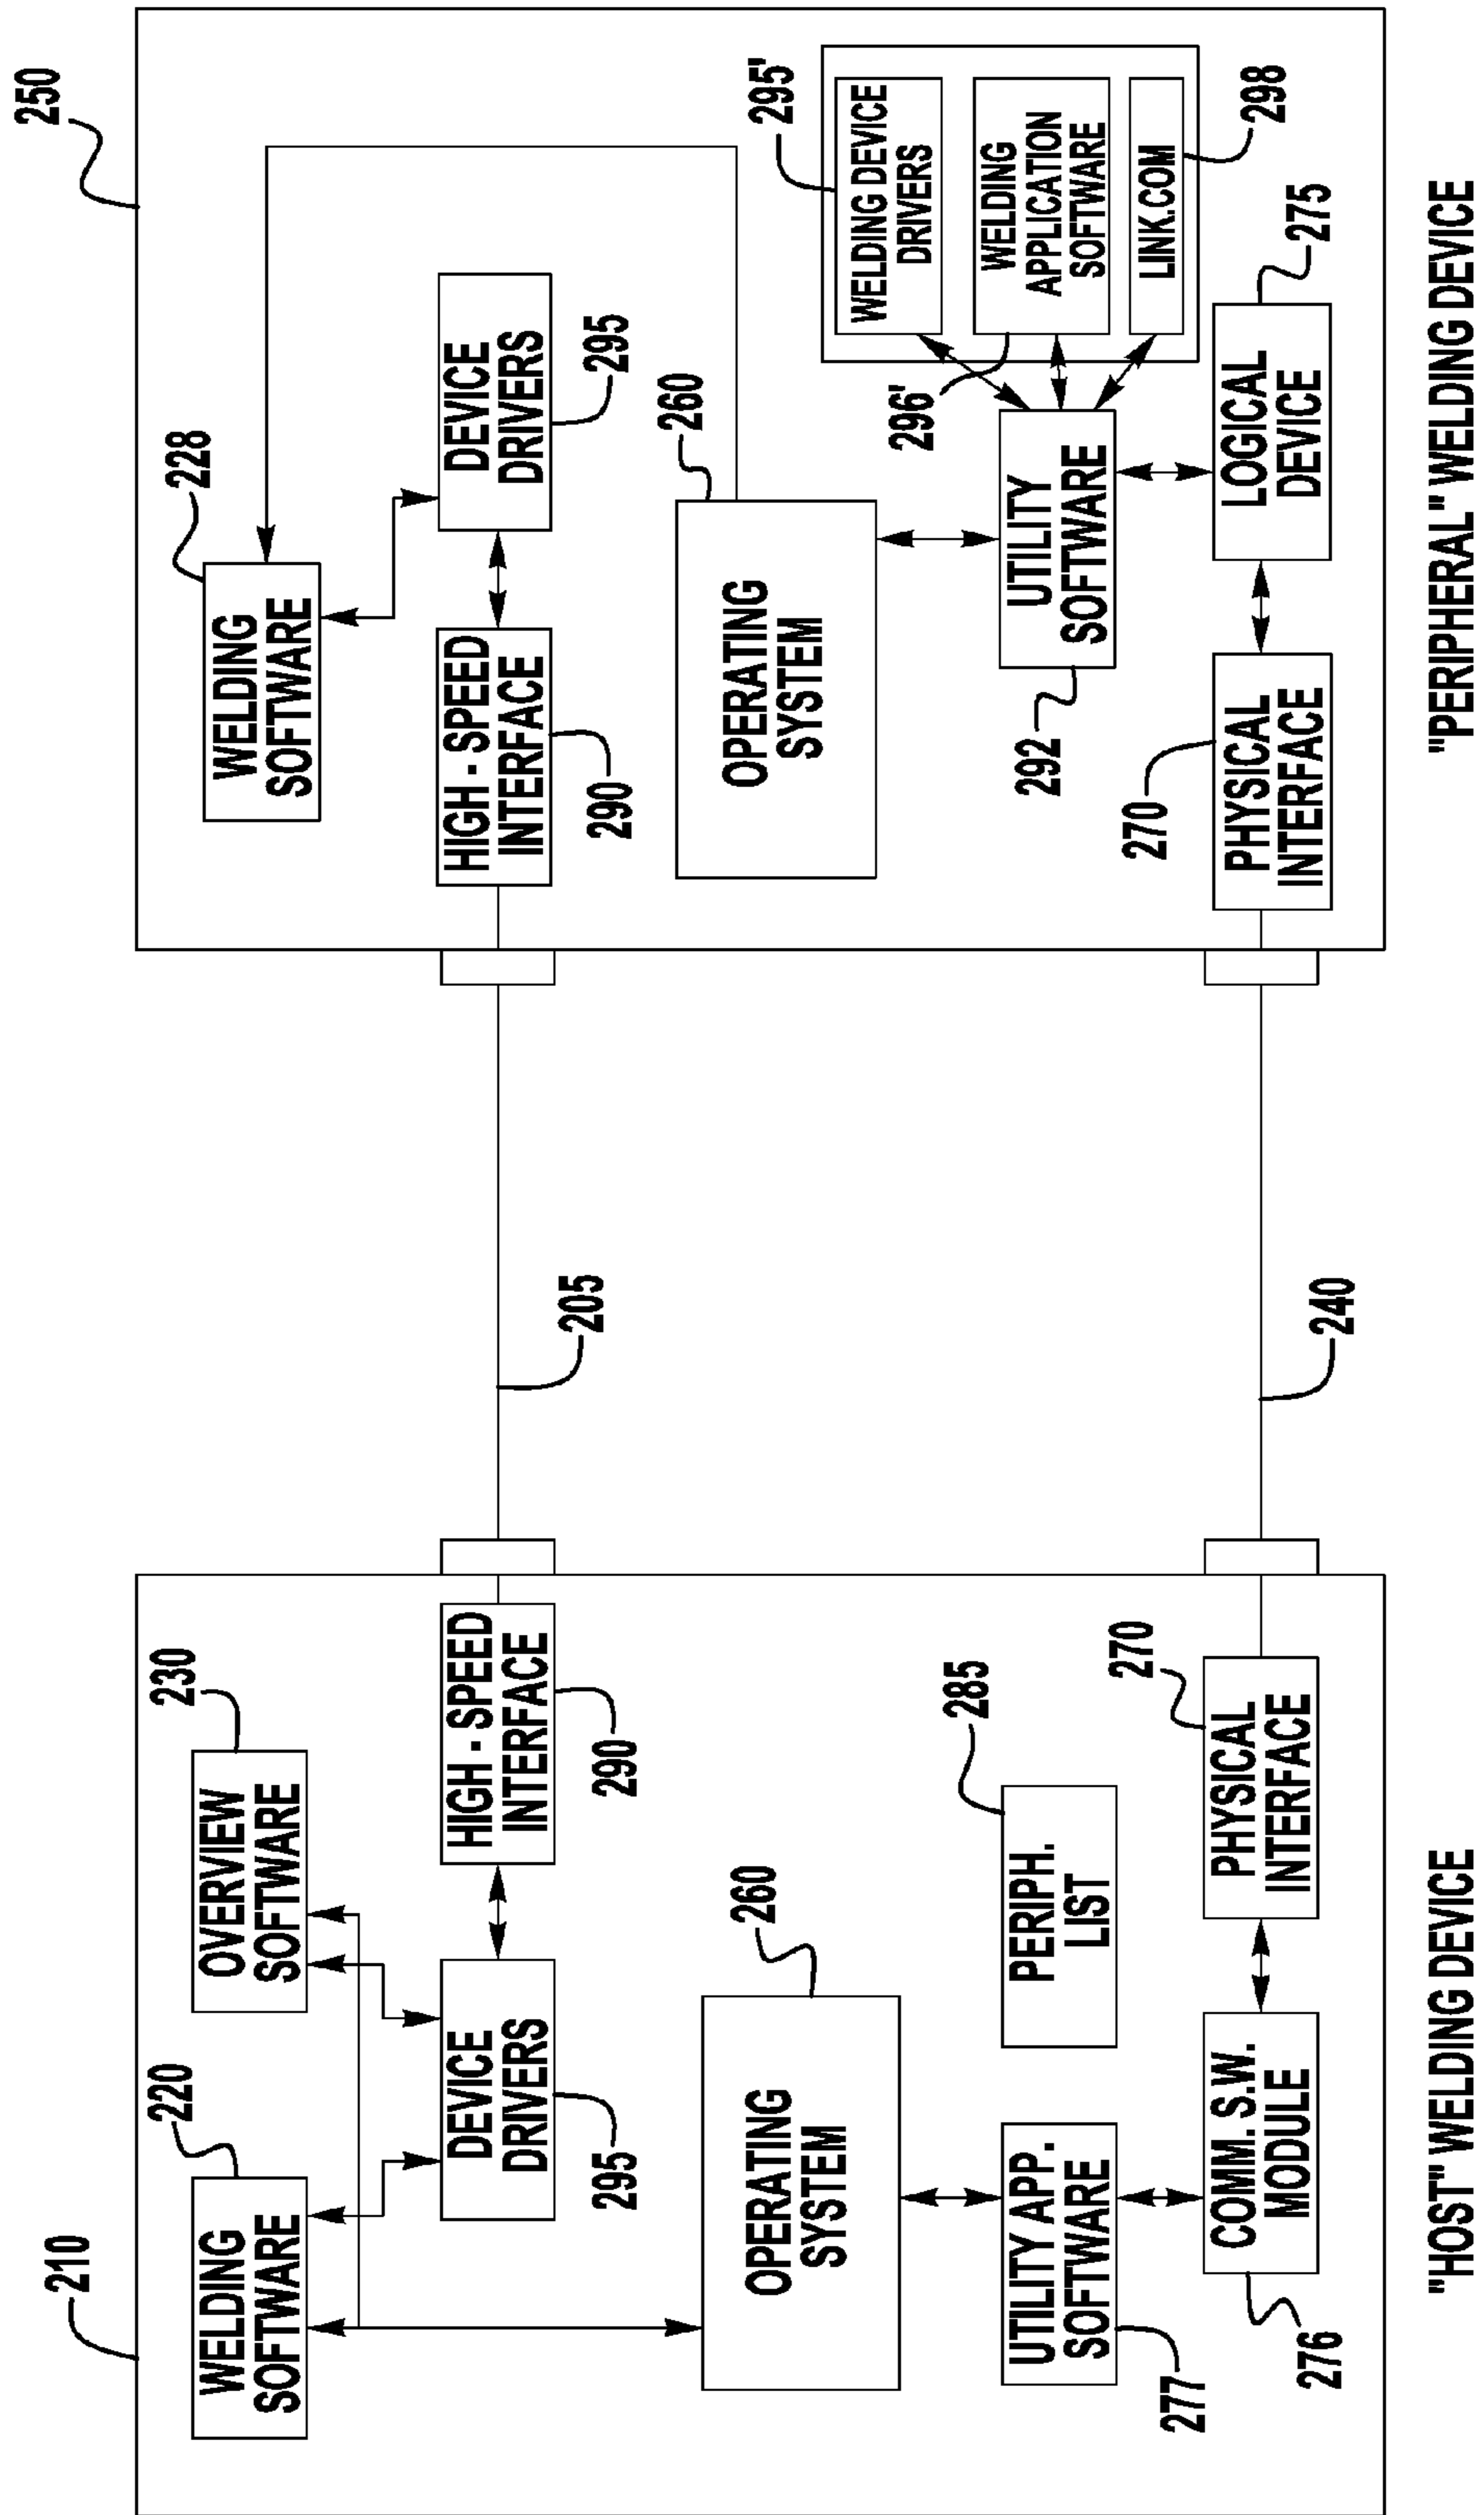 210
220
230
WELDING
SOFTWARE
OVERVIEW
SOFTWARE
DEVICE
DRIVERS
295
HIGH - SPEED
INTERFACE
290
OPERATING
SYSTEM
260
UTILITY APP.
SOFTWARE
277
PERIPH.
LIST
285
COMM. S.W.
MODULE
276
PHYSICAL
INTERFACE
270
"HOST" WELDING DEVICE
205
240
250
228
WELDING
SOFTWARE
HIGH - SPEED
INTERFACE
290
DEVICE
DRIVERS
295
OPERATING
SYSTEM
260
295'
WELDING DEVICE
DRIVERS
296'
WELDING
APPLICATION
SOFTWARE
LINK.COM
298
UTILITY
SOFTWARE
292
PHYSICAL
INTERFACE
270
LOGICAL
DEVICE
275
"PERIPHERAL" WELDING DEVICE